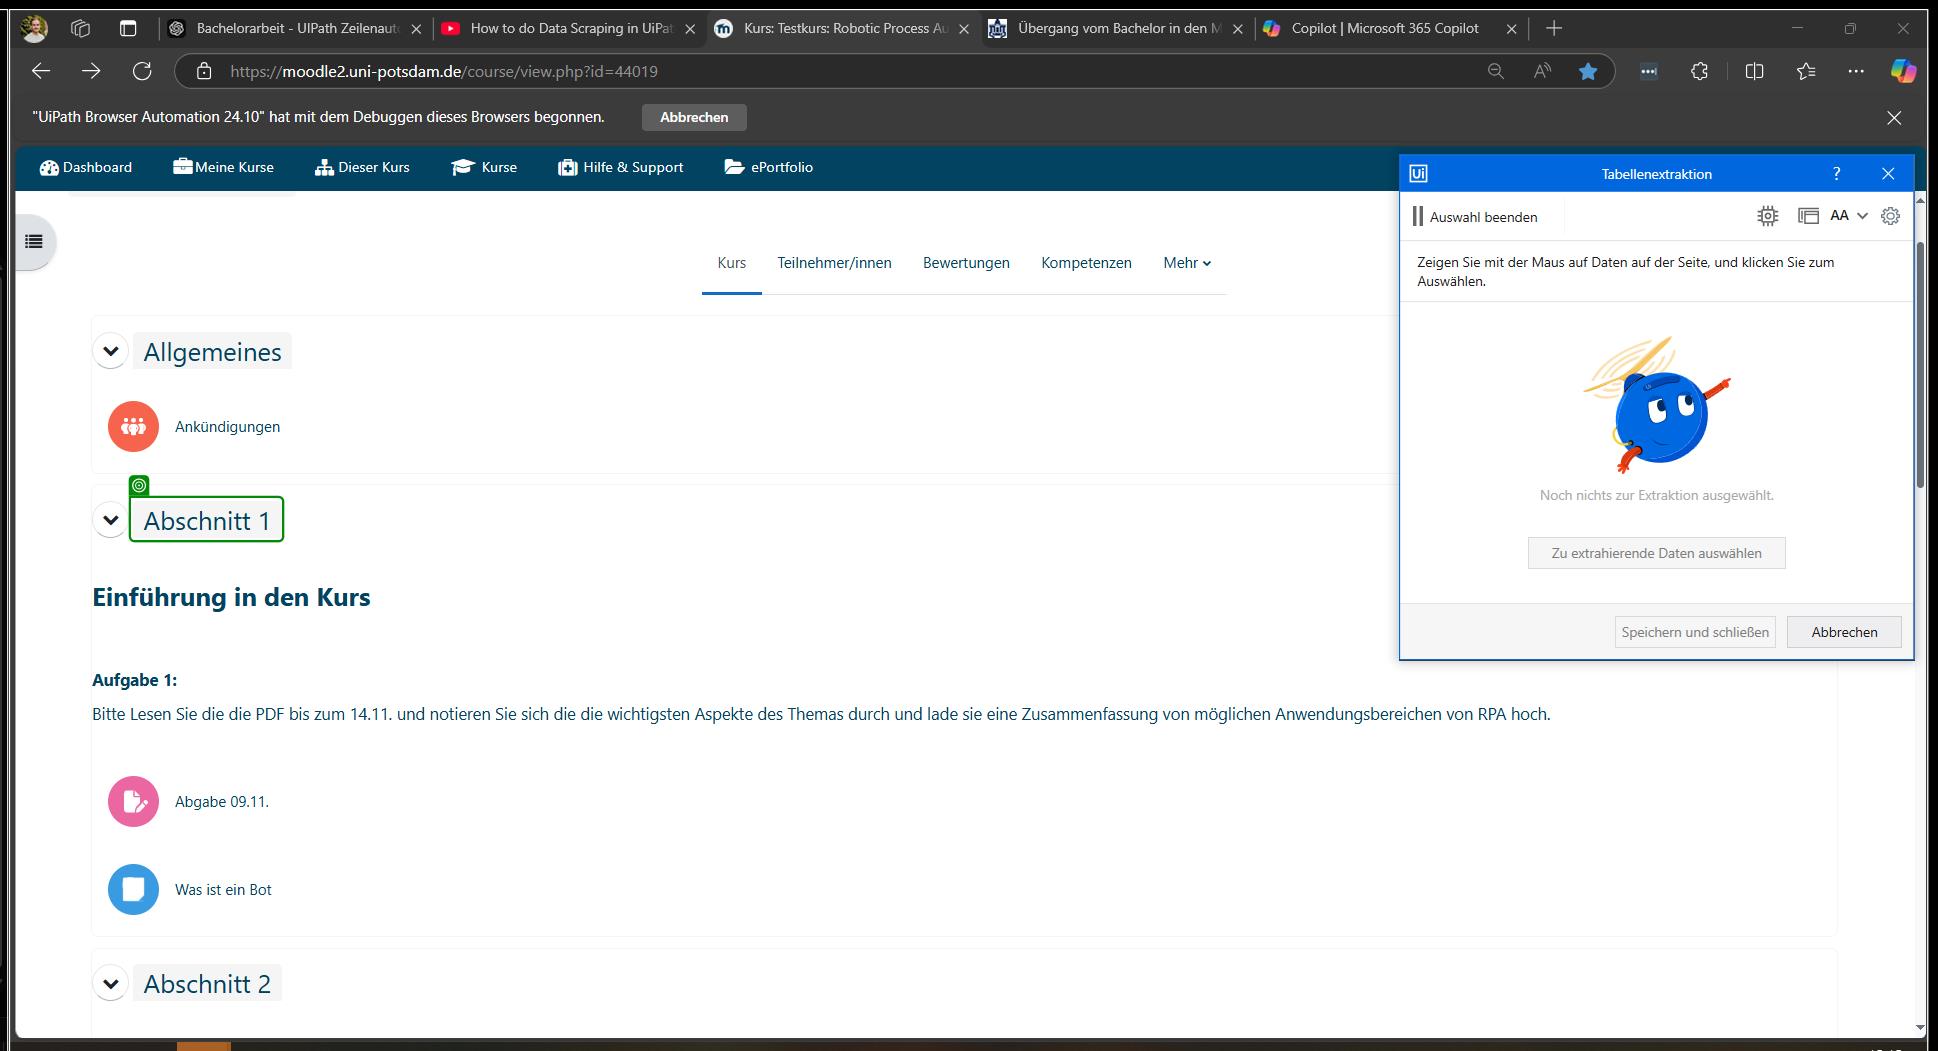 Bachelorarbeit - UIPath Zeilenaut
How to do Data Scraping in UiPat
Kurs: Testkurs: Robotic Process Au
Übergang vom Bachelor in den M
Copilot | Microsoft 365 Copilot
https://moodle2.uni-potsdam.de/course/view.php?id=44019
"UiPath Browser Automation 24.10" hat mit dem Debuggen dieses Browsers begonnen.
Abbrechen
Dashboard
Meine Kurse
Dieser Kurs
Kurse
Hilfe & Support
ePortfolio
Ui
Tabellenextraktion
?
Auswahl beenden
AA
Zeigen Sie mit der Maus auf Daten auf der Seite, und klicken Sie zum
Auswählen.
Noch nichts zur Extraktion ausgewählt.
Zu extrahierende Daten auswählen
Speichern und schließen
Abbrechen
Kurs
Teilnehmer/innen
Bewertungen
Kompetenzen
Mehr
Allgemeines
Ankündigungen
Abschnitt 1
Einführung in den Kurs
Aufgabe 1:
Bitte Lesen Sie die die PDF bis zum 14.11. und notieren Sie sich die die wichtigsten Aspekte des Themas durch und lade sie eine Zusammenfassung von möglichen Anwendungsbereichen von RPA hoch.
Abgabe 09.11.
Was ist ein Bot
Abschnitt 2